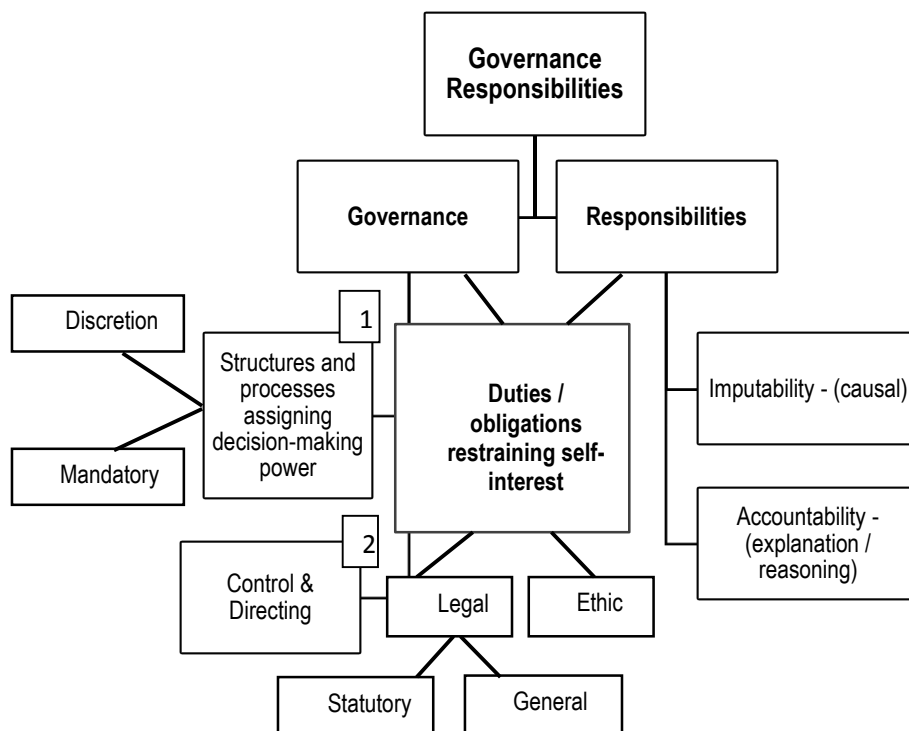 Governance
Responsibilities
Governance
Responsibilities
Discretion
1
Structures and
processes
assigning
decision-making
power
Mandatory
Duties /
obligations
restraining self-
interest
Imputability - (causal)
Accountability -
(explanation /
reasoning)
2
Control &
Directing
Legal
Ethic
Statutory
General